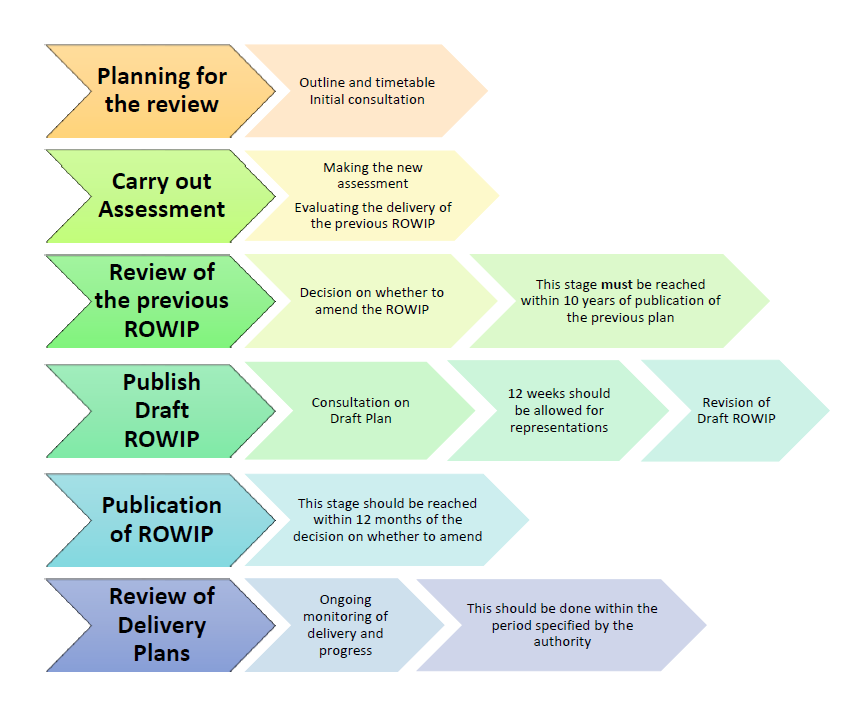 Planning for
the review
Outline and timetable
Initial consultation
Carry out
Assessment
Making the new
assessment
Evaluating the delivery of
the previous ROWIP
Review of
the previous
ROWIP
Decision on whether to
amend the ROWIP
This stage must be reached
within 10 years of publication of
the previous plan
Publish
Draft
ROWIP
Consultation on
Draft Plan
12 weeks should
be allowed for
representations
Revision of
Draft ROWIP
Publication
of ROWIP
This stage should be reached
within 12 months of the
decision on whether to amend
Review of
Delivery
Plans
Ongoing
monitoring of
delivery and
progress
This should be done within the
period specified by the
authority